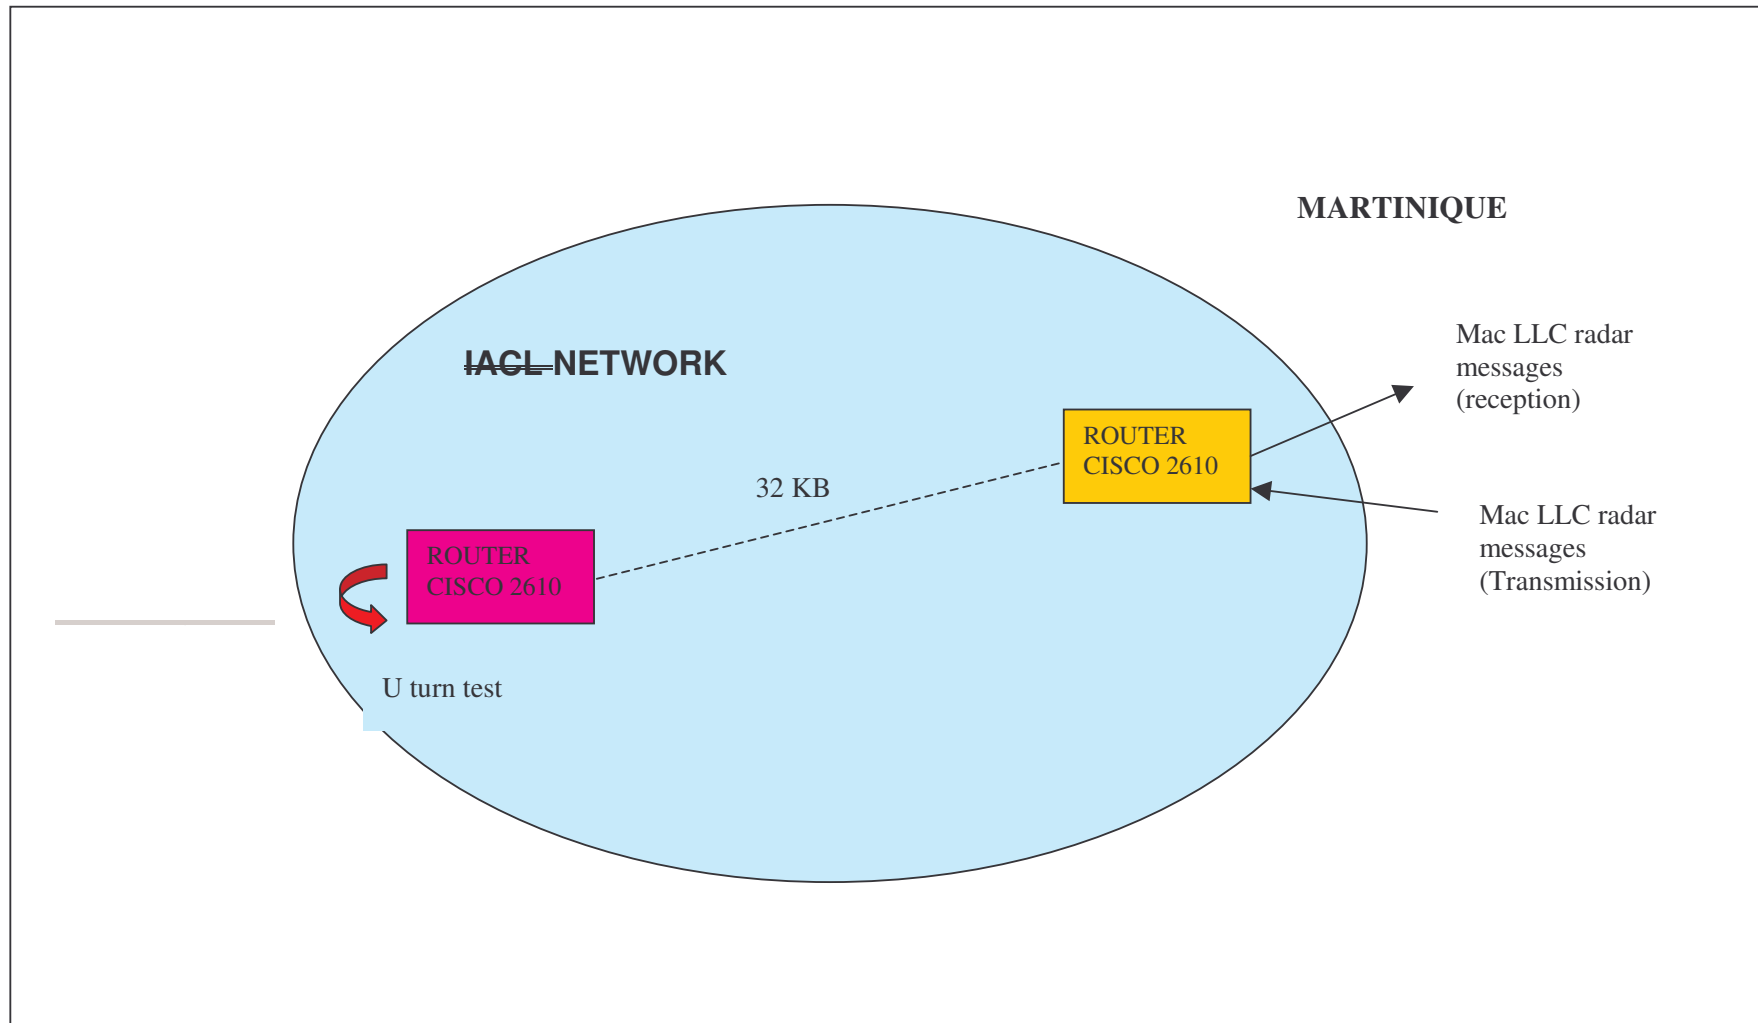 MARTINIQUE
Mac LLC radar
messages
(reception)
IACL NETWORK
ROUTER
CISCO 2610
32 KB
Mac LLC radar
messages
(Transmission)
ROUTER
CISCO 2610
U turn test